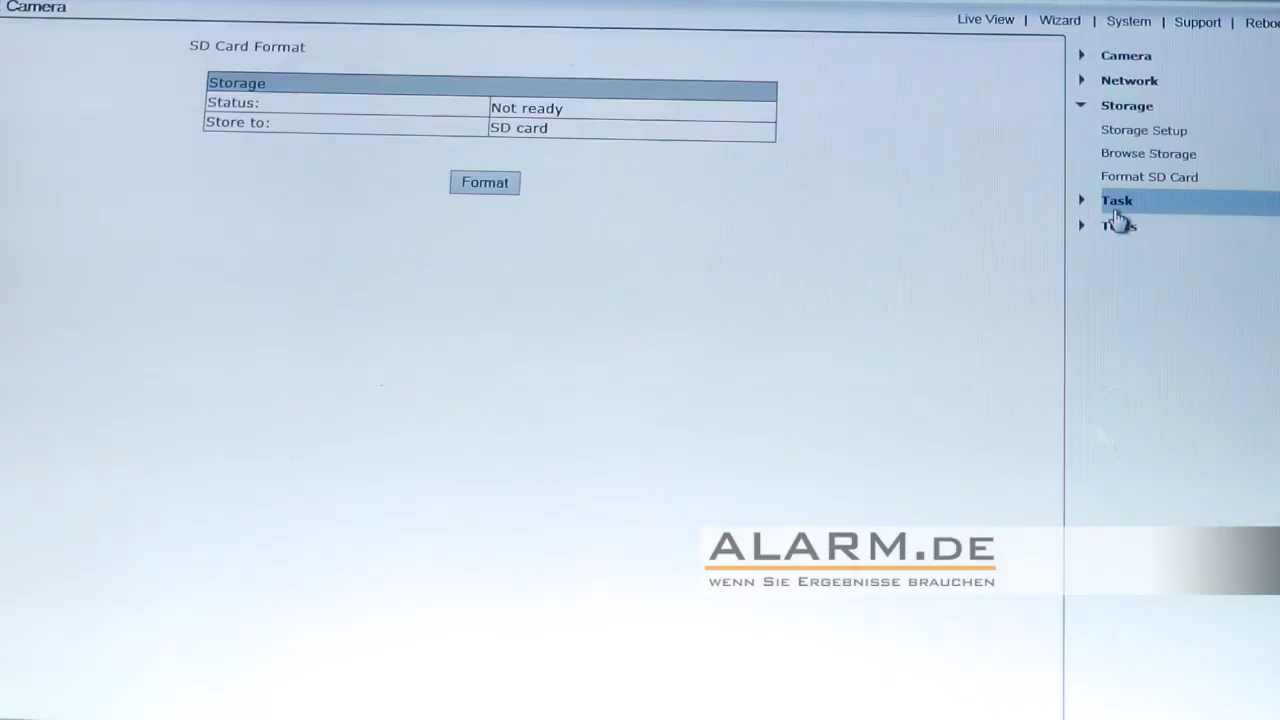 Camera
Live View | Wizard | System | Support |
SD Card Format
Storage
Status: Not ready
Store to: SD card
Format
Camera
Network
Storage
Storage Setup
Browse Storage
Format SD Card
Task
ALARM.DE
WENN SIE ERGEBNISSE BRAUCHEN